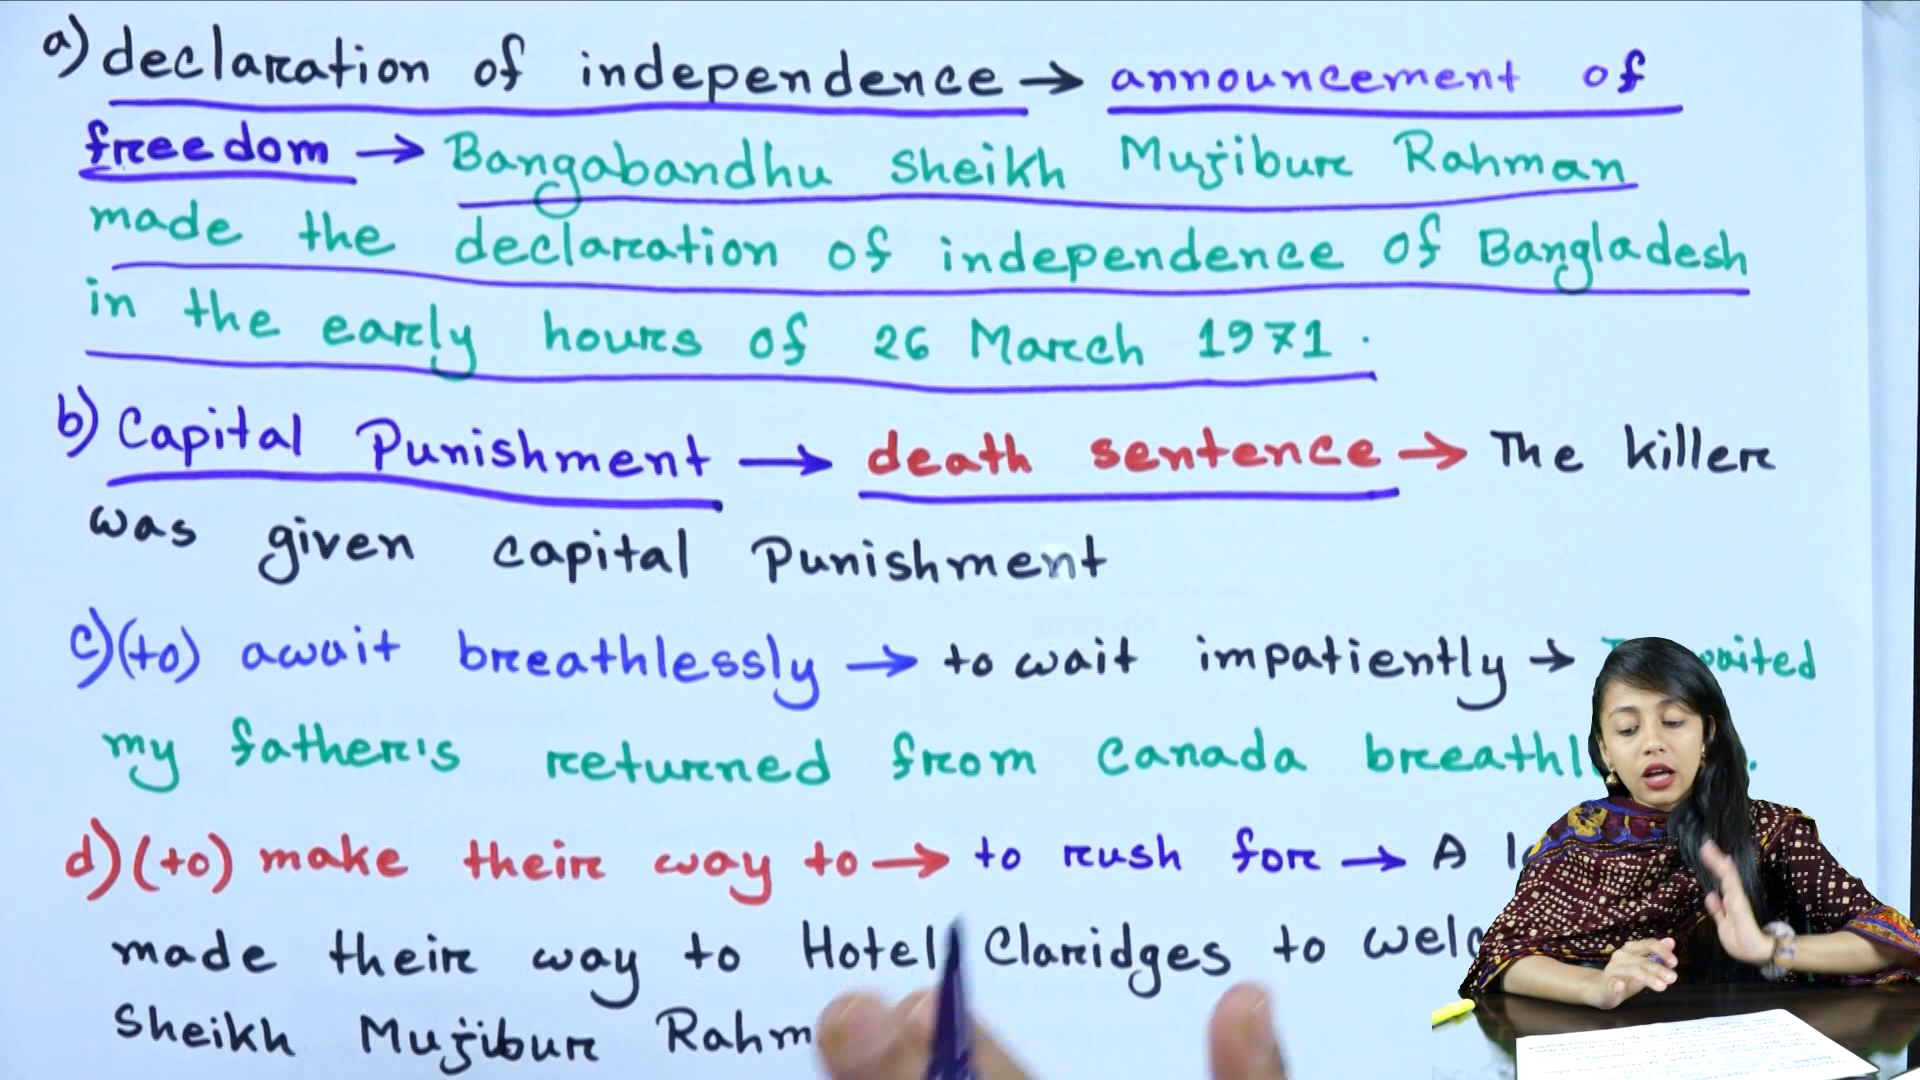 a) declaration of independence → announcement of
freedom → Bangabandhu Sheikh Mujibur Rahman
made the declaration of independence of Bangladesh
in the early hours of 26 March 1971.
b) Capital Punishment → death sentence → The killer
was given capital Punishment
c) (to) await breathlessly → to wait impatiently →
my father's returned from Canada
d) (to) make their way to → to rush for → A
made their way to Hotel Claridges to
Sheikh Mujibur